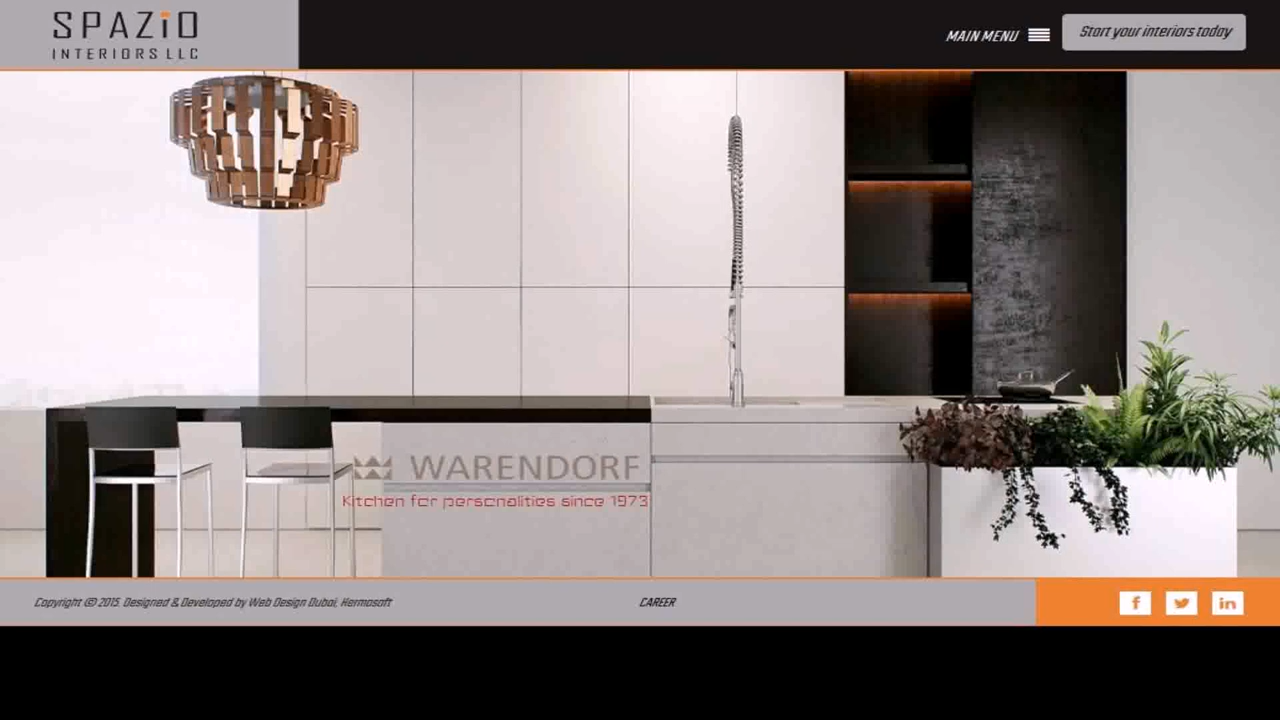 SPAZiO
INTERIORS LLC
MAIN MENU
Start your interiors today
WARENDORF
Kitchen for personalities since 1973
Copyright © 2015. Designed & Developed by Web Design Dubai, Hermosoft
CAREER
f
in